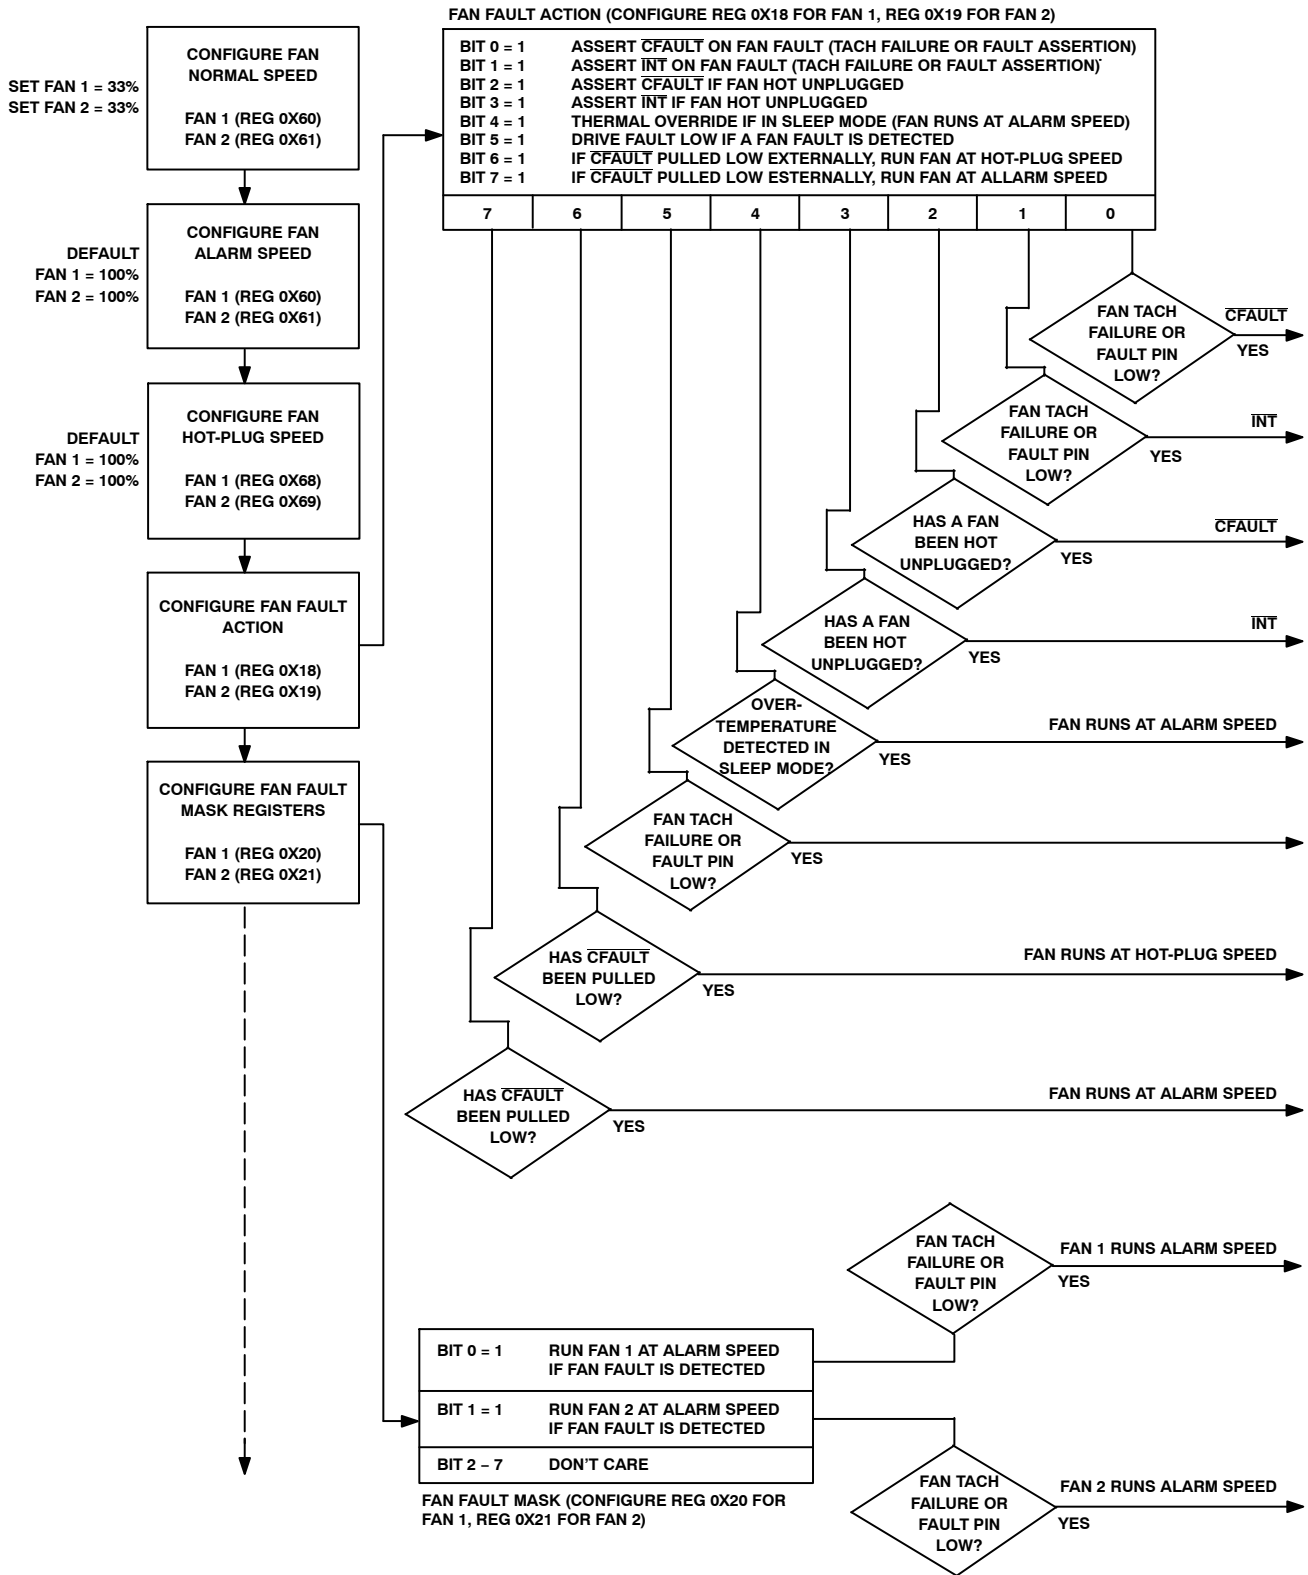 FAN FAULT ACTION (CONFIGURE REG 0X18 FOR FAN 1, REG 0X19 FOR FAN 2)
BIT 0 = 1 ASSERT CFAULT ON FAN FAULT (TACH FAILURE OR FAULT ASSERTION)
BIT 1 = 1 ASSERT INT ON FAN FAULT (TACH FAILURE OR FAULT ASSERTION)
BIT 2 = 1 ASSERT CFAULT IF FAN HOT UNPLUGGED
BIT 3 = 1 ASSERT INT IF FAN HOT UNPLUGGED
BIT 4 = 1 THERMAL OVERRIDE IF IN SLEEP MODE (FAN RUNS AT ALARM SPEED)
BIT 5 = 1 DRIVE FAULT LOW IF A FAN FAULT IS DETECTED
BIT 6 = 1 IF CFAULT PULLED LOW EXTERNALLY, RUN FAN AT HOT-PLUG SPEED
BIT 7 = 1 IF CFAULT PULLED LOW ESTERNALLY, RUN FAN AT ALLARM SPEED
7 6 5 4 3 2 1 0
SET FAN 1 = 33%
SET FAN 2 = 33%
CONFIGURE FAN
NORMAL SPEED
FAN 1 (REG 0X60)
FAN 2 (REG 0X61)
DEFAULT
FAN 1 = 100%
FAN 2 = 100%
CONFIGURE FAN
ALARM SPEED
FAN 1 (REG 0X60)
FAN 2 (REG 0X61)
DEFAULT
FAN 1 = 100%
FAN 2 = 100%
CONFIGURE FAN
HOT-PLUG SPEED
FAN 1 (REG 0X68)
FAN 2 (REG 0X69)
CONFIGURE FAN FAULT
ACTION
FAN 1 (REG 0X18)
FAN 2 (REG 0X19)
CONFIGURE FAN FAULT
MASK REGISTERS
FAN 1 (REG 0X20)
FAN 2 (REG 0X21)
FAN TACH
FAILURE OR
FAULT PIN
LOW?
CFAULT
YES
FAN TACH
FAILURE OR
FAULT PIN
LOW?
INT
YES
HAS A FAN
BEEN HOT
UNPLUGGED?
CFAULT
YES
HAS A FAN
BEEN HOT
UNPLUGGED?
INT
YES
OVER-
TEMPERATURE
DETECTED IN
SLEEP MODE?
FAN RUNS AT ALARM SPEED
YES
FAN TACH
FAILURE OR
FAULT PIN
LOW?
YES
HAS CFAULT
BEEN PULLED
LOW?
FAN RUNS AT HOT-PLUG SPEED
YES
HAS CFAULT
BEEN PULLED
LOW?
FAN RUNS AT ALARM SPEED
YES
FAN TACH
FAILURE OR
FAULT PIN
LOW?
FAN 1 RUNS ALARM SPEED
YES
BIT 0 = 1 RUN FAN 1 AT ALARM SPEED
IF FAN FAULT IS DETECTED
BIT 1 = 1 RUN FAN 2 AT ALARM SPEED
IF FAN FAULT IS DETECTED
BIT 2 – 7 DON'T CARE
FAN FAULT MASK (CONFIGURE REG 0X20 FOR
FAN 1, REG 0X21 FOR FAN 2)
FAN TACH
FAILURE OR
FAULT PIN
LOW?
FAN 2 RUNS ALARM SPEED
YES